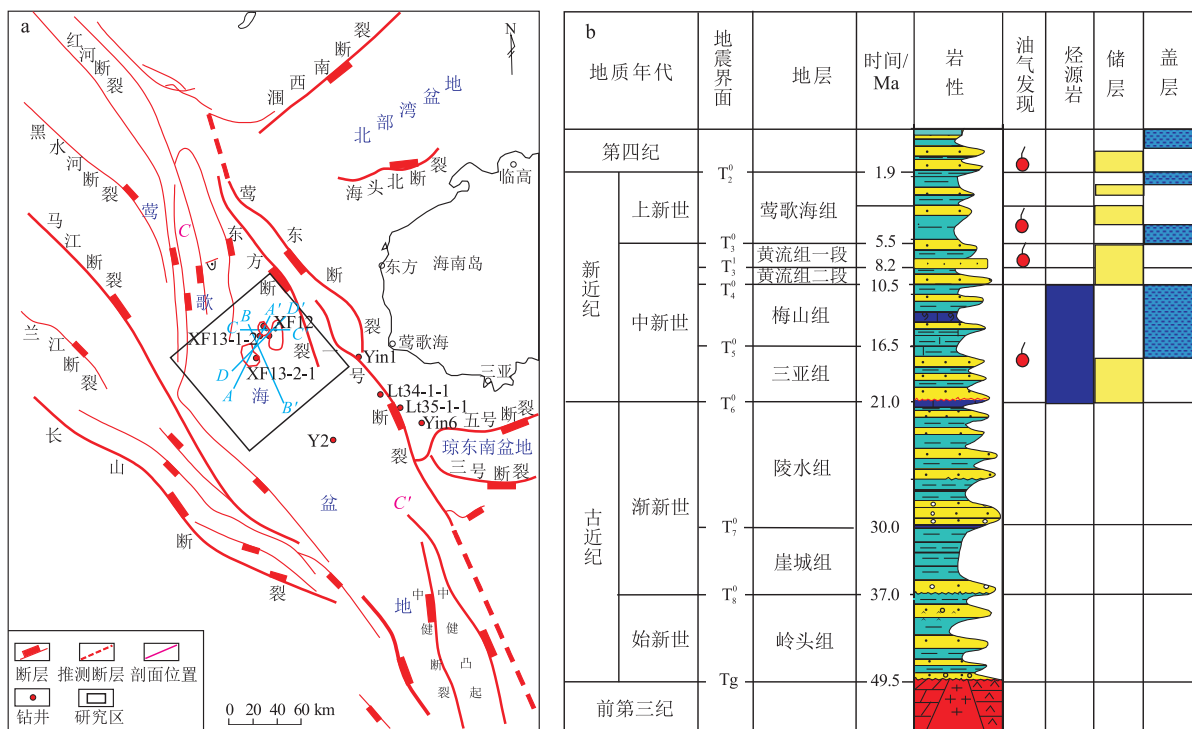 a
N
红河断裂
涠西南断裂
北部湾盆地
黑水河断裂
海头北断裂
临高
莺
C
马江断裂
东方断裂
莺东断裂
东方
海南岛
歌
B
A'
D'
C
XF12
C
XF13-1-2
莺歌海
兰江断裂
XF13-2-1
一号断裂
Yin1
三亚
D
A
海
B'
Lt34-1-1
Lt35-1-1
Yin6
五号断裂
Y2
琼东南盆地
三号断裂
长山断裂
盆
C'
地
中健断裂
中健凸起
断层
推测断层
剖面位置
钻井
研究区
0 20 40 60 km
b
地质年代
地震界面
地层
时间/Ma
岩性
油气发现
烃源岩
储层
盖层
第四纪
T₂⁰
1.9
新近纪
上新世
莺歌海组
T₃⁰
5.5
中新世
黄流组一段
T₃¹
8.2
黄流组二段
T₄⁰
10.5
梅山组
T₅⁰
16.5
三亚组
T₆⁰
21.0
古近纪
渐新世
陵水组
T₇⁰
30.0
崖城组
T₈⁰
37.0
始新世
岭头组
Tg
49.5
前第三纪